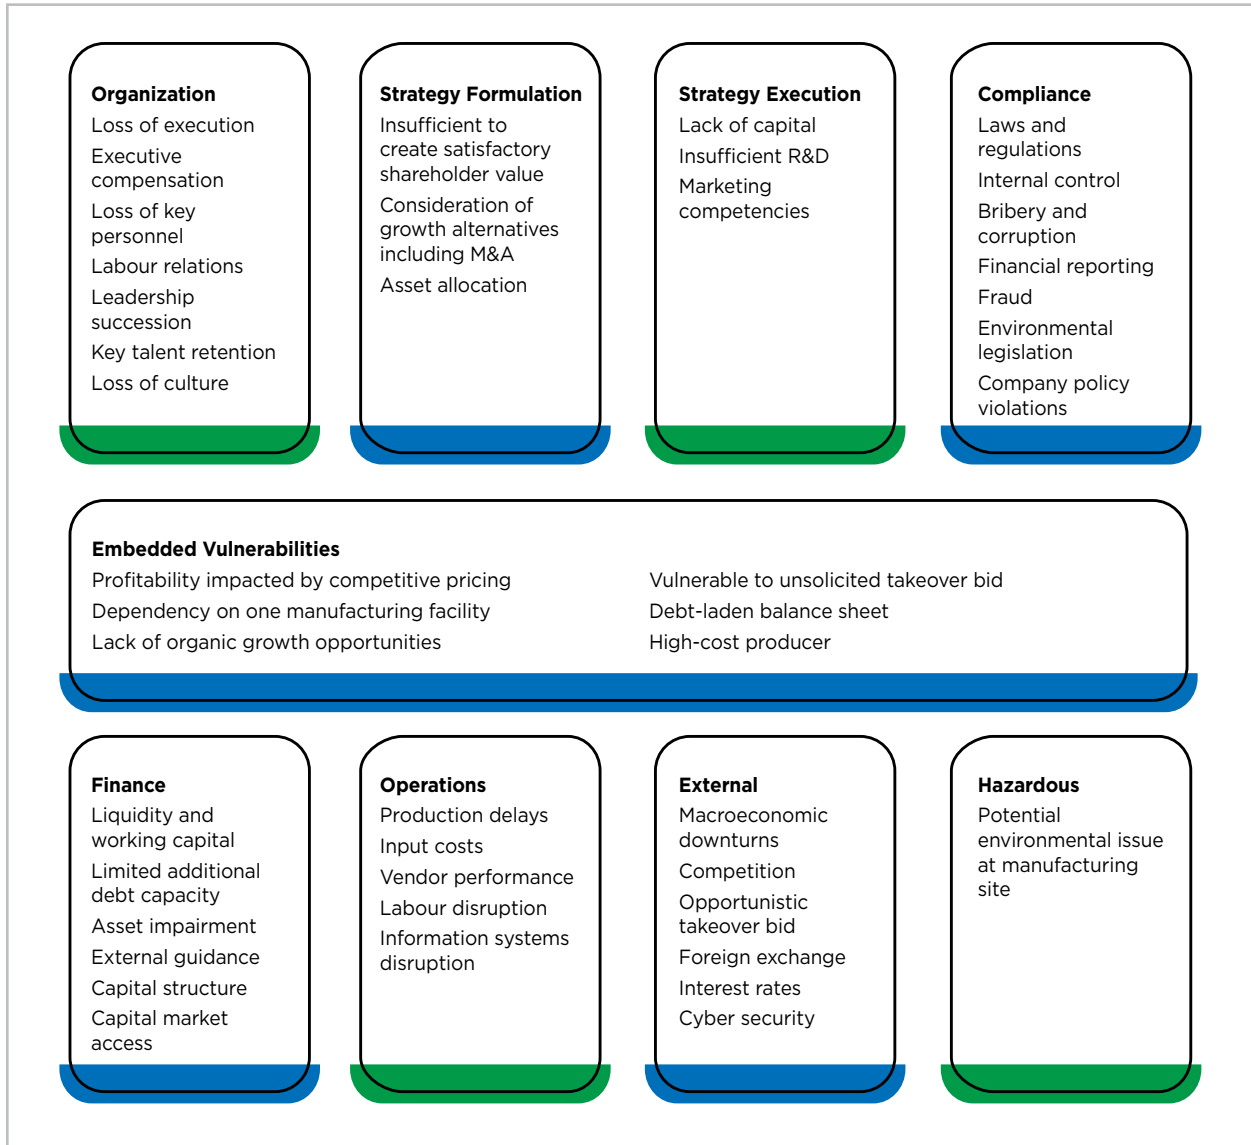 Organization
Loss of execution
Executive
compensation
Loss of key
personnel
Labour relations
Leadership
succession
Key talent retention
Loss of culture
Strategy Formulation
Insufficient to
create satisfactory
shareholder value
Consideration of
growth alternatives
including M&A
Asset allocation
Strategy Execution
Lack of capital
Insufficient R&D
Marketing
competencies
Compliance
Laws and
regulations
Internal control
Bribery and
corruption
Financial reporting
Fraud
Environmental
legislation
Company policy
violations
Embedded Vulnerabilities
Profitability impacted by competitive pricing
Dependency on one manufacturing facility
Lack of organic growth opportunities
Vulnerable to unsolicited takeover bid
Debt-laden balance sheet
High-cost producer
Finance
Liquidity and
working capital
Limited additional
debt capacity
Asset impairment
External guidance
Capital structure
Capital market
access
Operations
Production delays
Input costs
Vendor performance
Labour disruption
Information systems
disruption
External
Macroeconomic
downturns
Competition
Opportunistic
takeover bid
Foreign exchange
Interest rates
Cyber security
Hazardous
Potential
environmental issue
at manufacturing
site